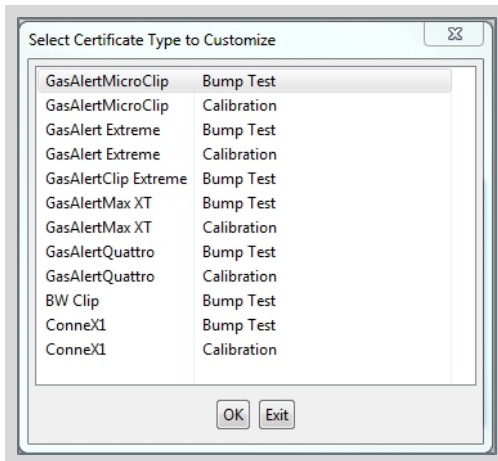 Select Certificate Type to Customize
GasAlertMicroClip Bump Test
GasAlertMicroClip Calibration
GasAlert Extreme Bump Test
GasAlert Extreme Calibration
GasAlertClip Extreme Bump Test
GasAlertMax XT Bump Test
GasAlertMax XT Calibration
GasAlertQuattro Bump Test
GasAlertQuattro Calibration
BW Clip Bump Test
ConneX1 Bump Test
ConneX1 Calibration
OK Exit